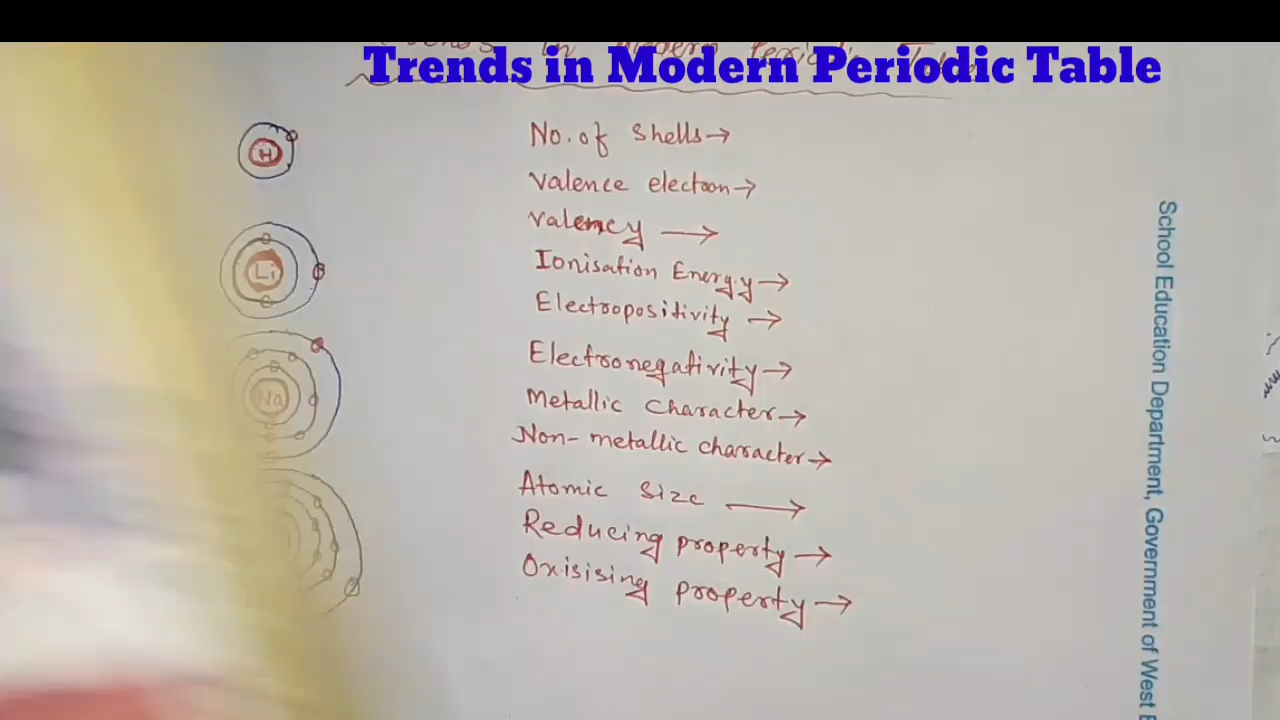 Trends in Modern Periodic Table
H
Li
Na
No. of Shells→
Valence electron→
Valency →
Ionisation Energy→
Electropositivity →
Electronegativity→
Metallic Character→
Non-metallic character→
Atomic Size →
Reducing property→
Oxisising property→
School Education Department, Government of West